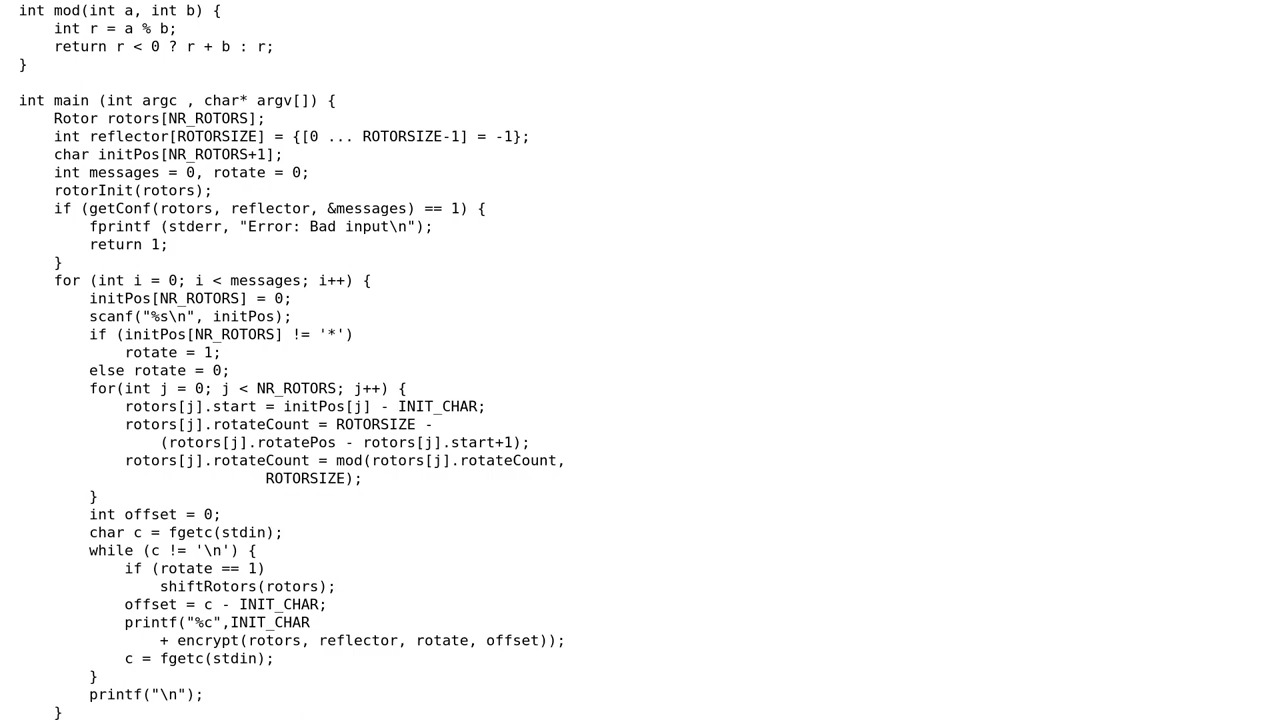 int mod(int a, int b) {
    int r = a % b;
    return r < 0 ? r + b : r;
}

int main (int argc , char* argv[]) {
    Rotor rotors[NR_ROTORS];
    int reflector[ROTORSIZE] = {[0 ... ROTORSIZE-1] = -1};
    char initPos[NR_ROTORS+1];
    int messages = 0, rotate = 0;
    rotorInit(rotors);
    if (getConf(rotors, reflector, &messages) == 1) {
        fprintf (stderr, "Error: Bad input\n");
        return 1;
    }
    for (int i = 0; i < messages; i++) {
        initPos[NR_ROTORS] = 0;
        scanf("%s\n", initPos);
        if (initPos[NR_ROTORS] != '*')
            rotate = 1;
        else rotate = 0;
        for(int j = 0; j < NR_ROTORS; j++) {
            rotors[j].start = initPos[j] - INIT_CHAR;
            rotors[j].rotateCount = ROTORSIZE -
                (rotors[j].rotatePos - rotors[j].start+1);
            rotors[j].rotateCount = mod(rotors[j].rotateCount,
                            ROTORSIZE);
        }
        int offset = 0;
        char c = fgetc(stdin);
        while (c != '\n') {
            if (rotate == 1)
                shiftRotors(rotors);
            offset = c - INIT_CHAR;
            printf("%c",INIT_CHAR
                + encrypt(rotors, reflector, rotate, offset));
            c = fgetc(stdin);
        }
        printf("\n");
    }